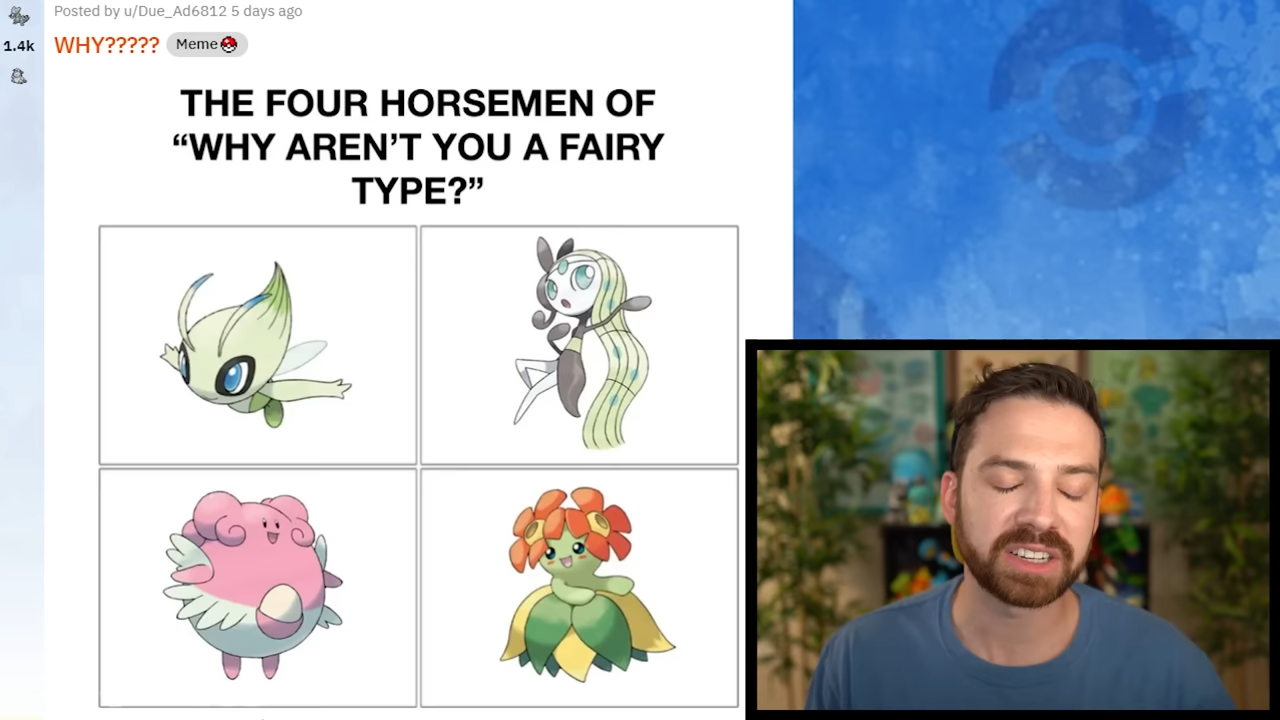 Posted by u/Due_Ad6812 5 days ago
1.4k
WHY????? Meme
THE FOUR HORSEMEN OF
“WHY AREN’T YOU A FAIRY
TYPE?”